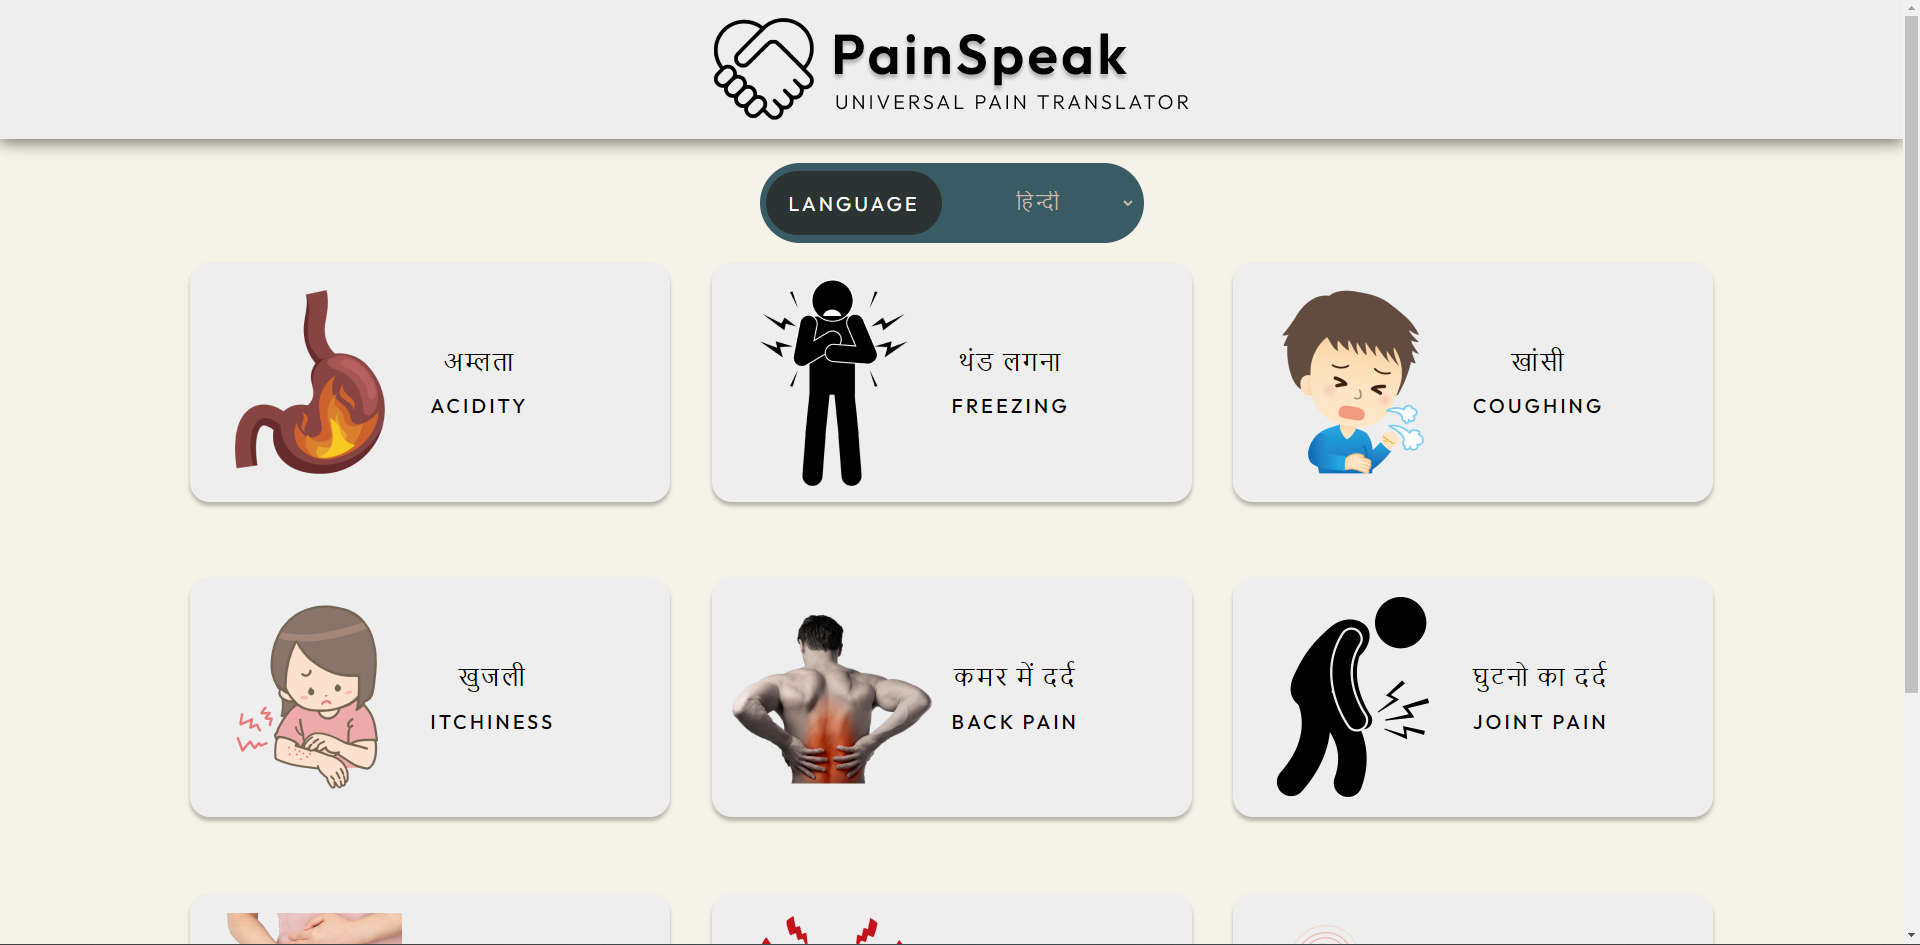 PainSpeak
UNIVERSAL PAIN TRANSLATOR
LANGUAGE
हिन्दी
अम्लता
ACIDITY
थंड लगना
FREEZING
खांसी
COUGHING
खुजली
ITCHINESS
कमर में दर्द
BACK PAIN
घुटनो का दर्द
JOINT PAIN